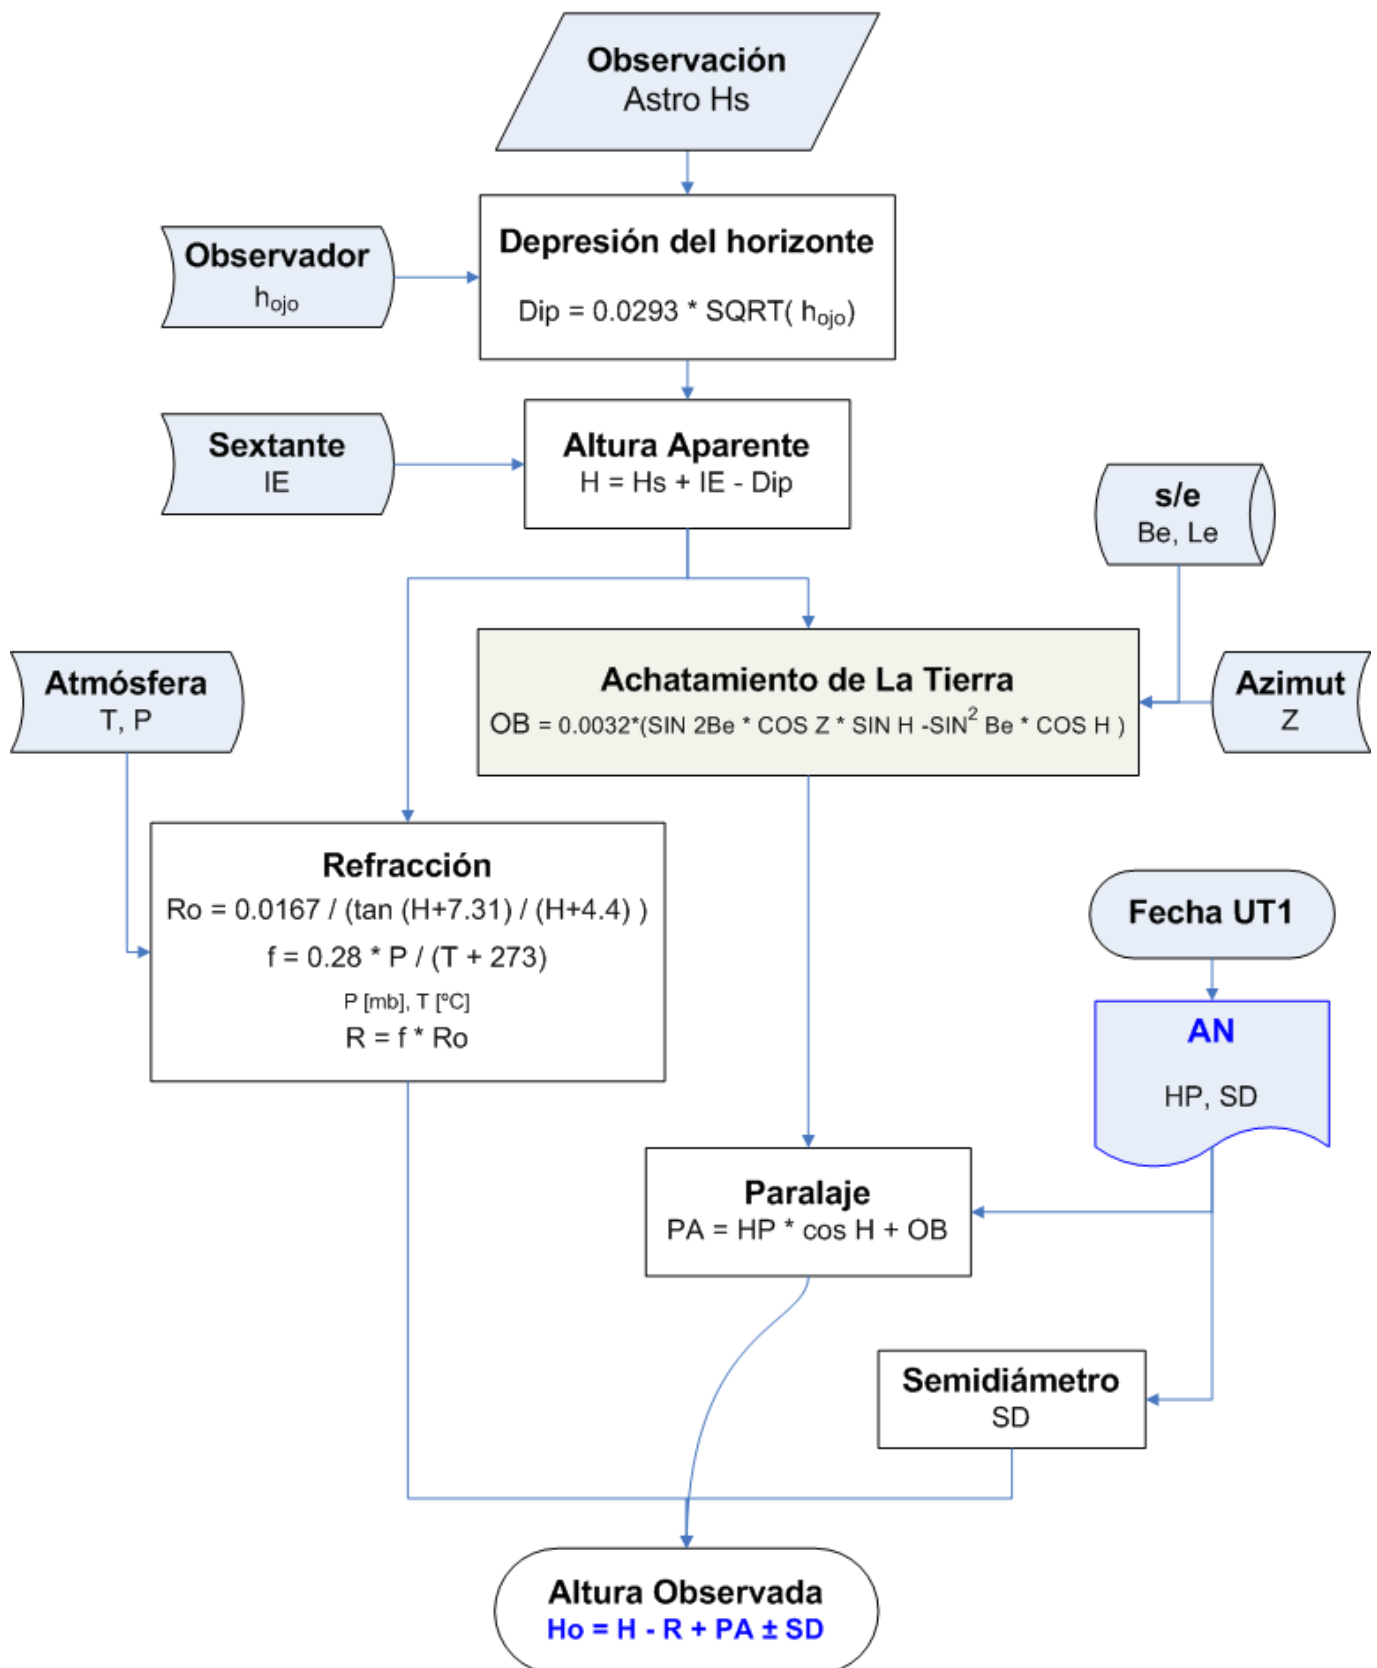 Observación
Astro Hs
Observador
h_ojo
Depresión del horizonte
Dip = 0.0293 * SQRT( h_ojo)
Sextante
IE
Altura Aparente
H = Hs + IE - Dip
s/e
Be, Le
Atmósfera
T, P
Achatamiento de La Tierra
OB = 0.0032*(SIN 2Be * COS Z * SIN H -SIN² Be * COS H )
Azimut
Z
Refracción
Ro = 0.0167 / (tan (H+7.31) / (H+4.4) )
f = 0.28 * P / (T + 273)
P [mb], T [ºC]
R = f * Ro
Fecha UT1
AN
HP, SD
Paralaje
PA = HP * cos H + OB
Semidiámetro
SD
Altura Observada
Ho = H - R + PA ± SD